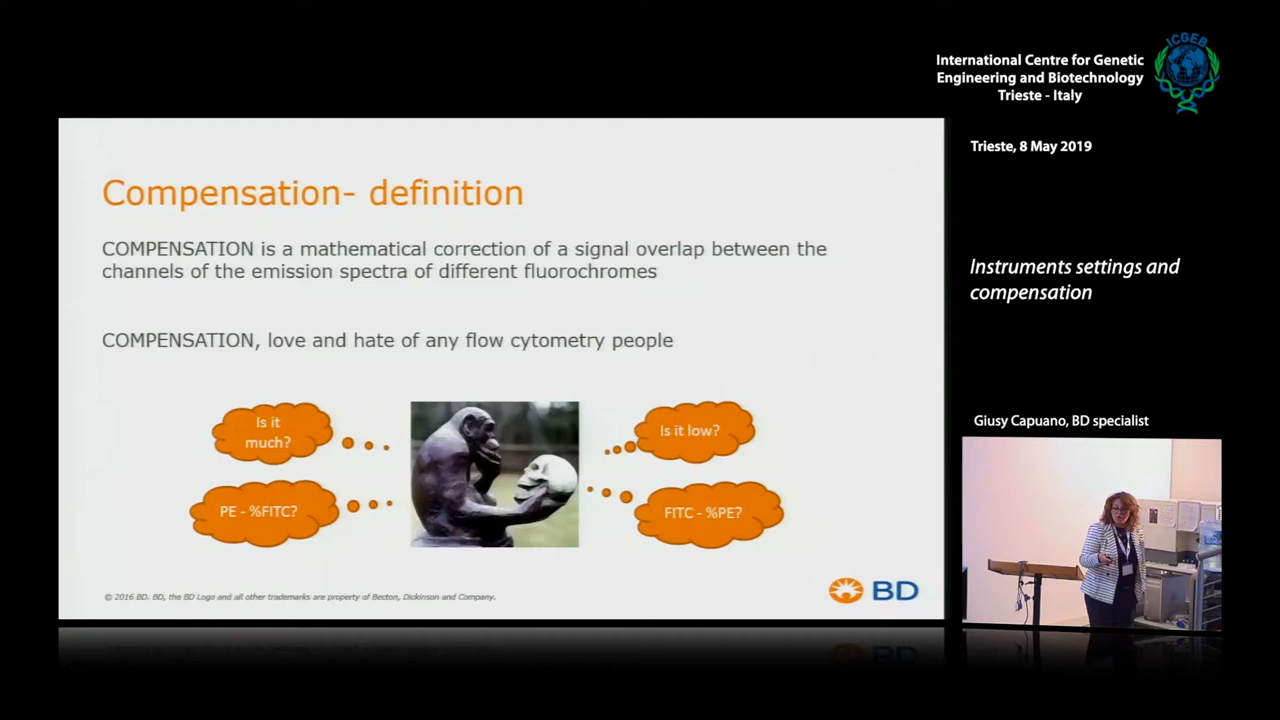 International Centre for Genetic
Engineering and Biotechnology
Trieste - Italy
ICGEB
Trieste, 8 May 2019
Compensation- definition
COMPENSATION is a mathematical correction of a signal overlap between the
channels of the emission spectra of different fluorochromes
Instruments settings and
compensation
COMPENSATION, love and hate of any flow cytometry people
Is it
much?
Is it low?
PE - %FITC?
FITC - %PE?
Giusy Capuano, BD specialist
© 2016 BD. BD, the BD Logo and all other trademarks are property of Becton, Dickinson and Company.
BD